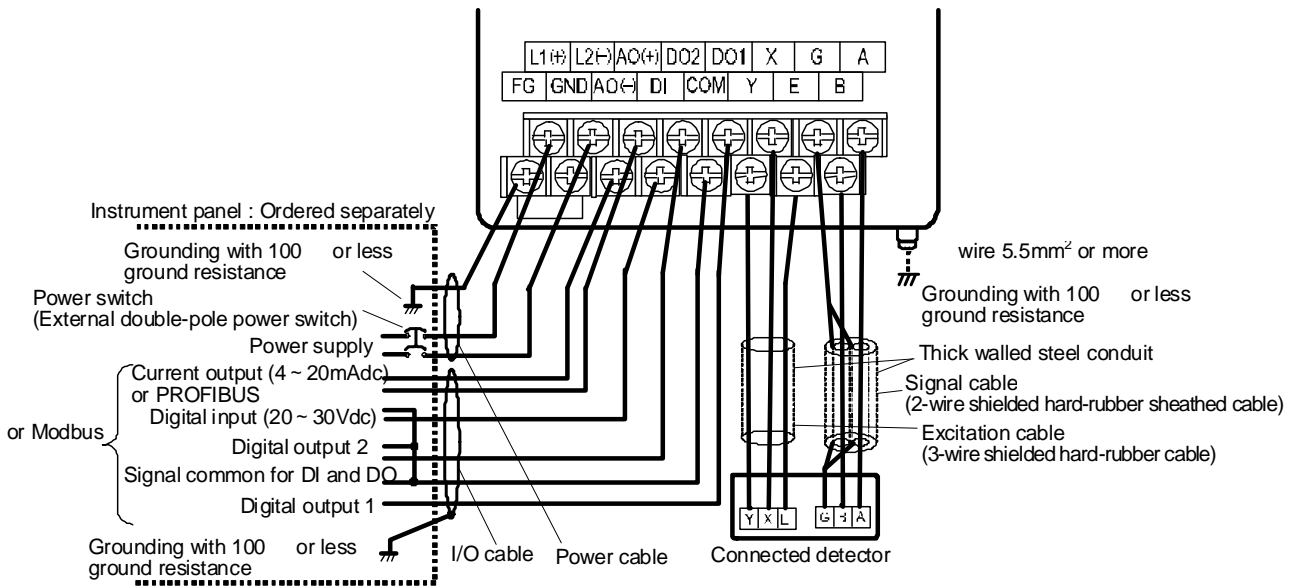 L1(+) L2(-) AO(+) DO2 DO1 X G A
FG GND AO(-) DI COM Y E B
Instrument panel : Ordered separately
Grounding with 100 or less
ground resistance
Power switch
(External double-pole power switch)
Power supply
Current output (4 ~ 20mAdc)
or PROFIBUS
Digital input (20 ~ 30Vdc)
or Modbus
Digital output 2
Signal common for DI and DO
Digital output 1
Grounding with 100 or less
ground resistance
I/O cable
Power cable
wire 5.5mm² or more
Grounding with 100 or less
ground resistance
Thick walled steel conduit
Signal cable
(2-wire shielded hard-rubber sheathed cable)
Excitation cable
(3-wire shielded hard-rubber cable)
Y X L
G B A
Connected detector